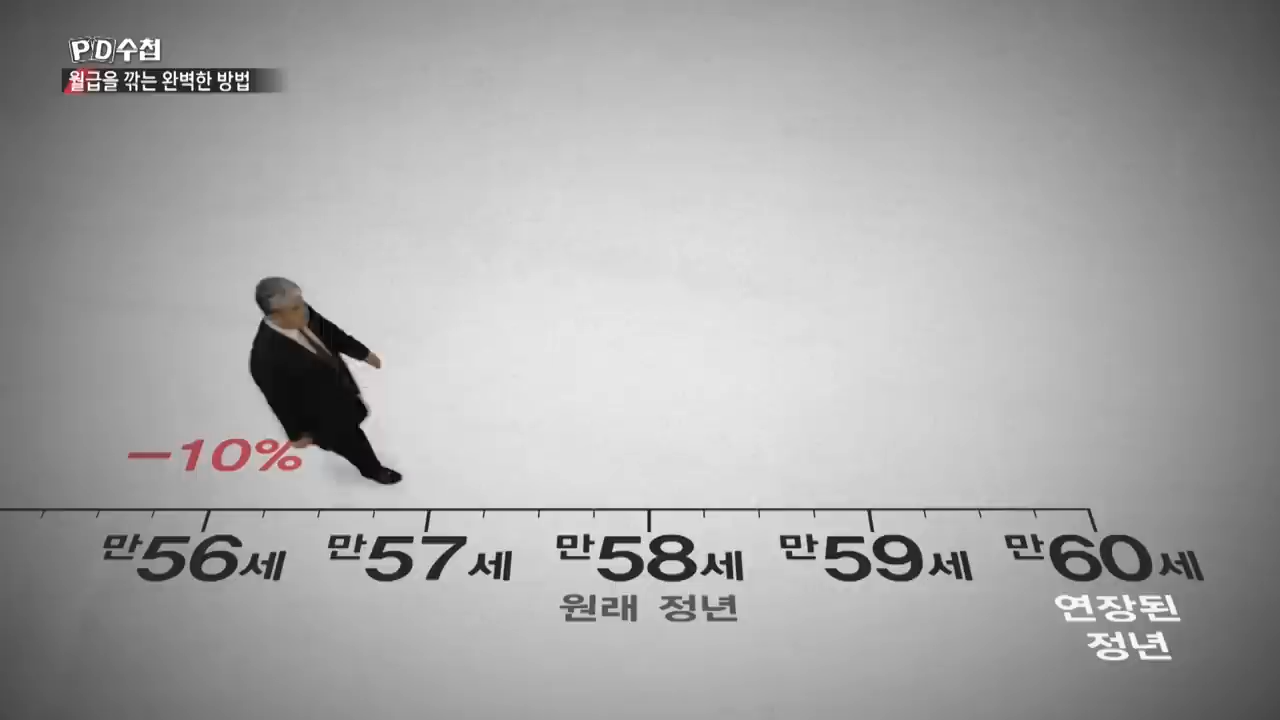 PD수첩
월급을 깎는 완벽한 방법
-10%
만56세 만57세 만58세 만59세 만60세
원래 정년 연장된
정년